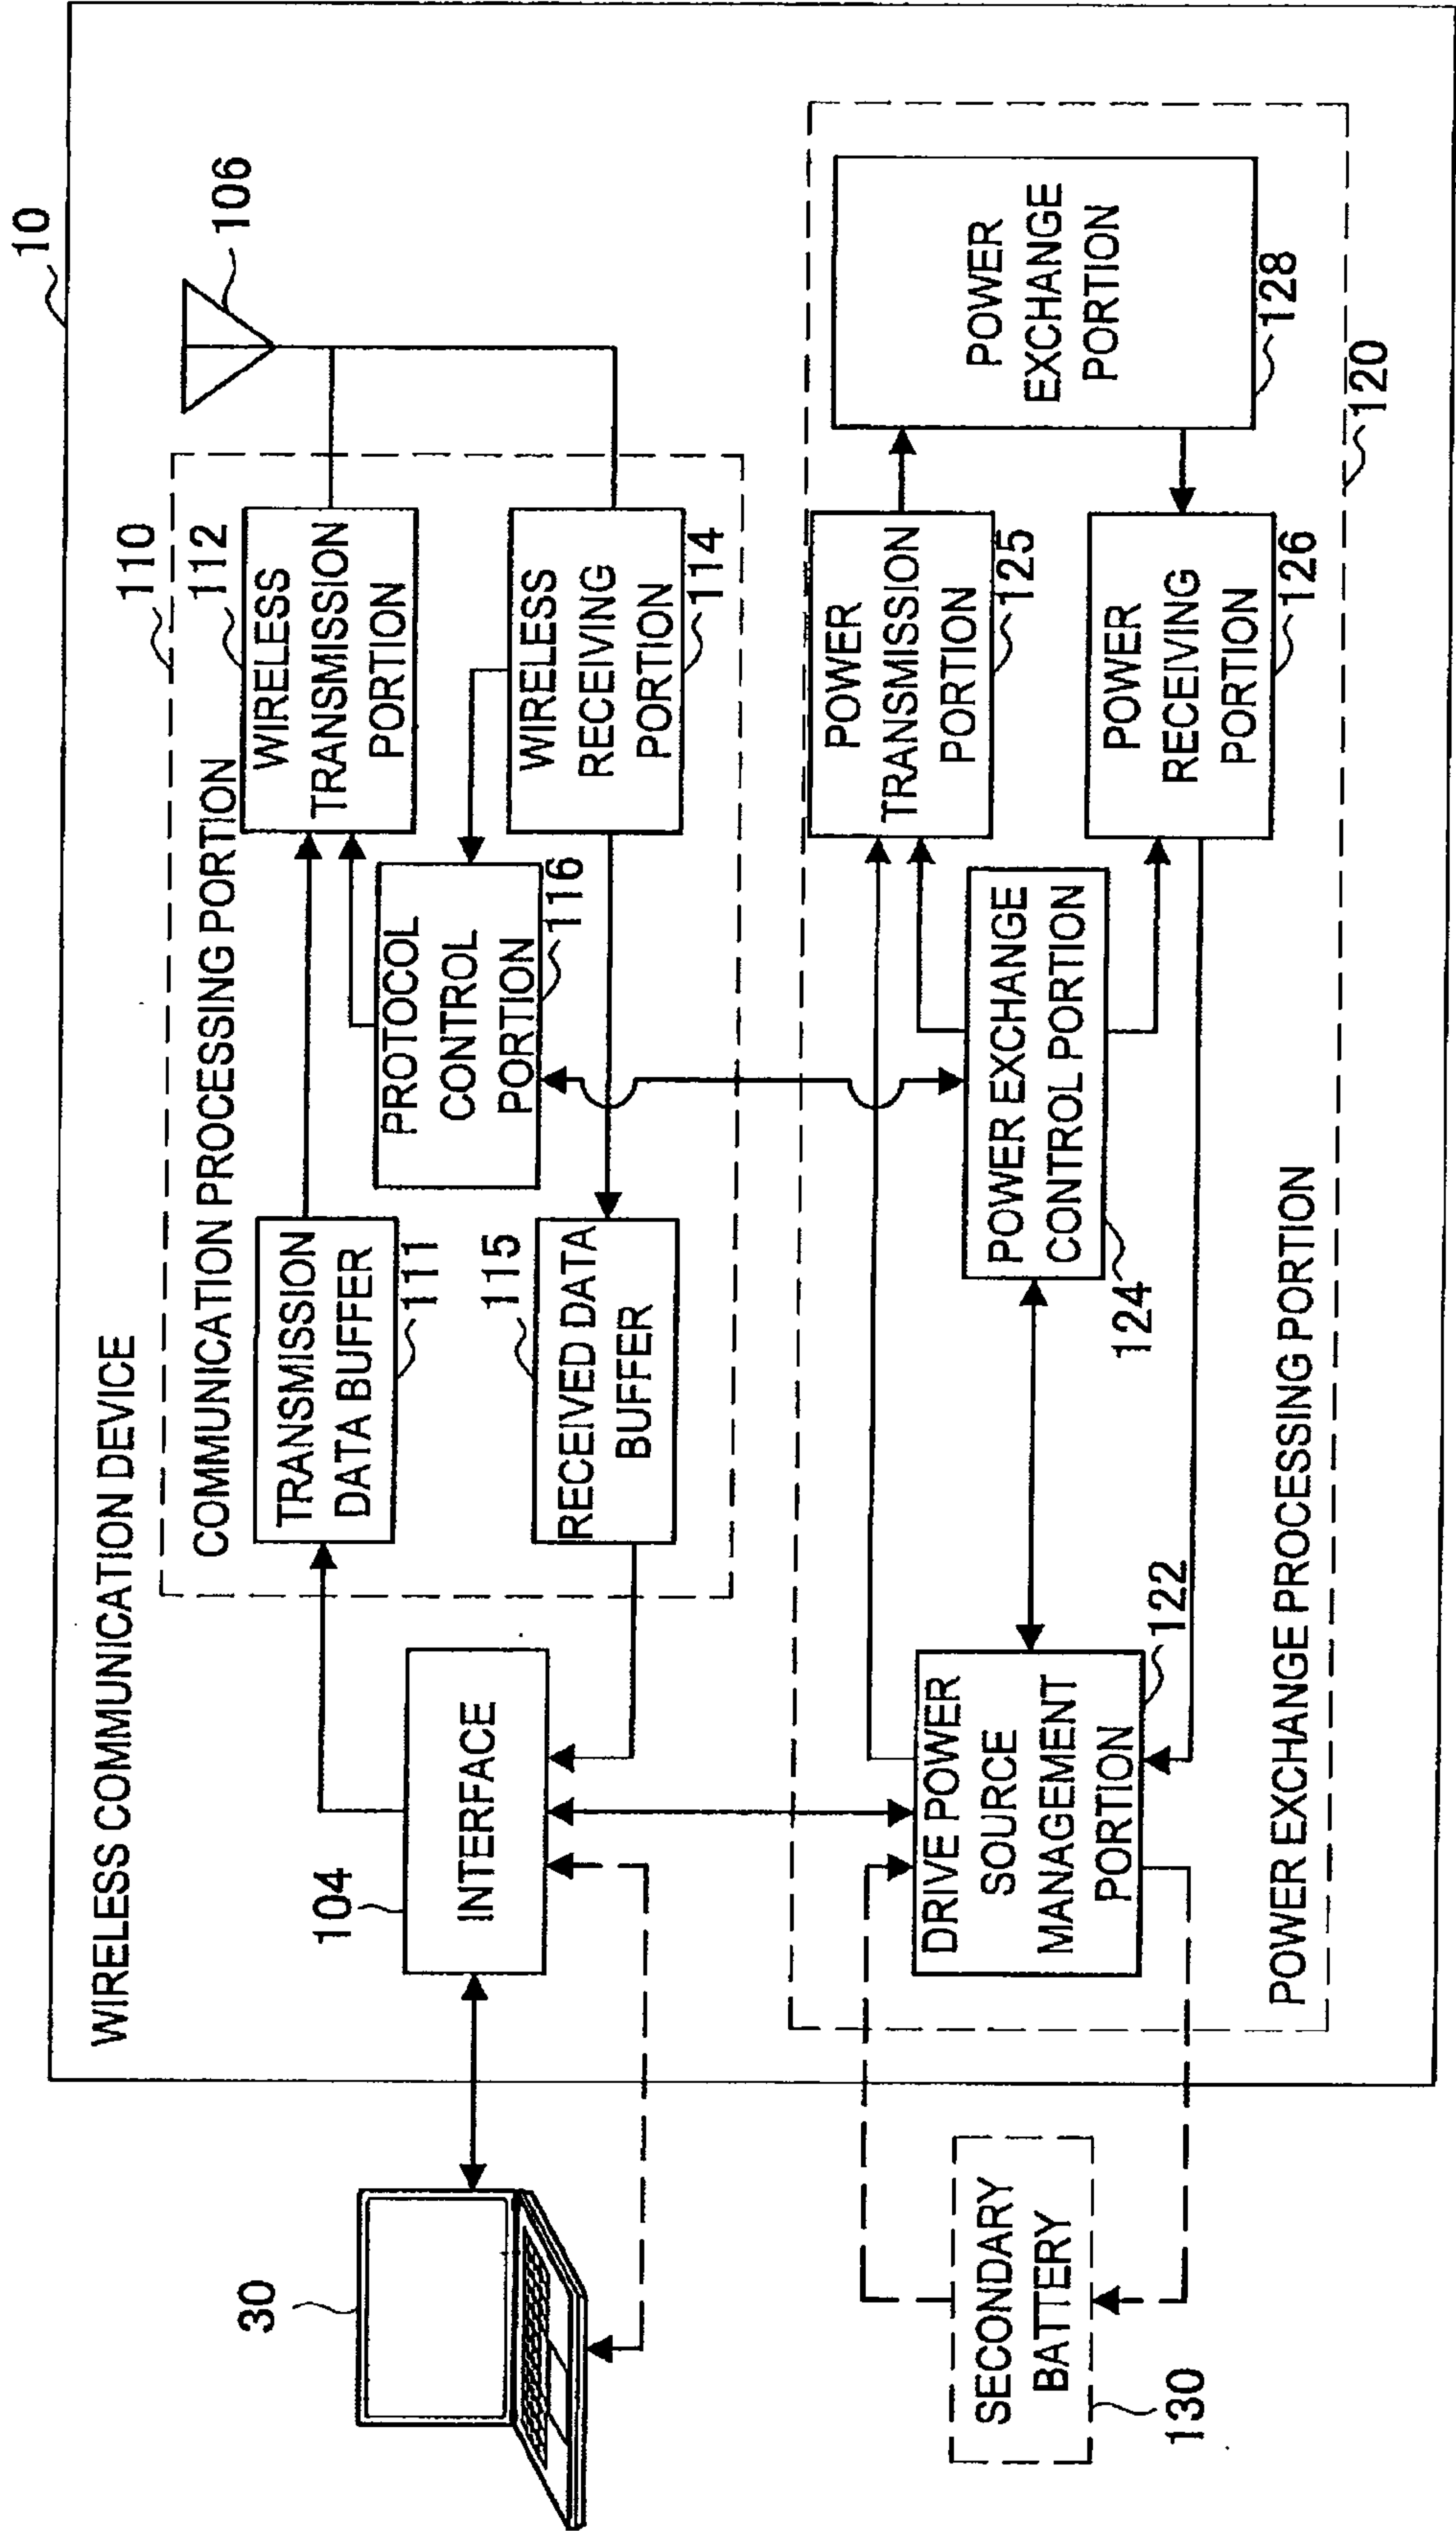 10
WIRELESS COMMUNICATION DEVICE
106
110
COMMUNICATION PROCESSING PORTION
112
WIRELESS
TRANSMISSION
PORTION
TRANSMISSION
DATA BUFFER
111
PROTOCOL
CONTROL
PORTION
116
WIRELESS
RECEIVING
PORTION
114
115
RECEIVED DATA
BUFFER
30
104
INTERFACE
POWER
TRANSMISSION
PORTION
125
POWER
EXCHANGE
PORTION
128
DRIVE POWER
SOURCE
MANAGEMENT
PORTION
122
POWER EXCHANGE
CONTROL PORTION
124
POWER
RECEIVING
PORTION
126
SECONDARY
BATTERY
130
POWER EXCHANGE PROCESSING PORTION
120